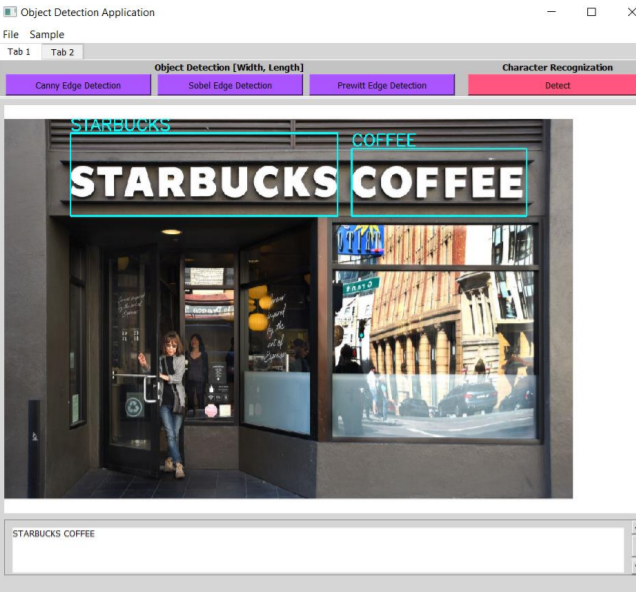 Object Detection Application
File Sample
Tab 1 Tab 2
Object Detection [Width, Length] Character Recognization
Canny Edge Detection Sobel Edge Detection Prewitt Edge Detection Detect
STARBUCKS COFFEE
STARBUCKS COFFEE
STARBUCKS COFFEE